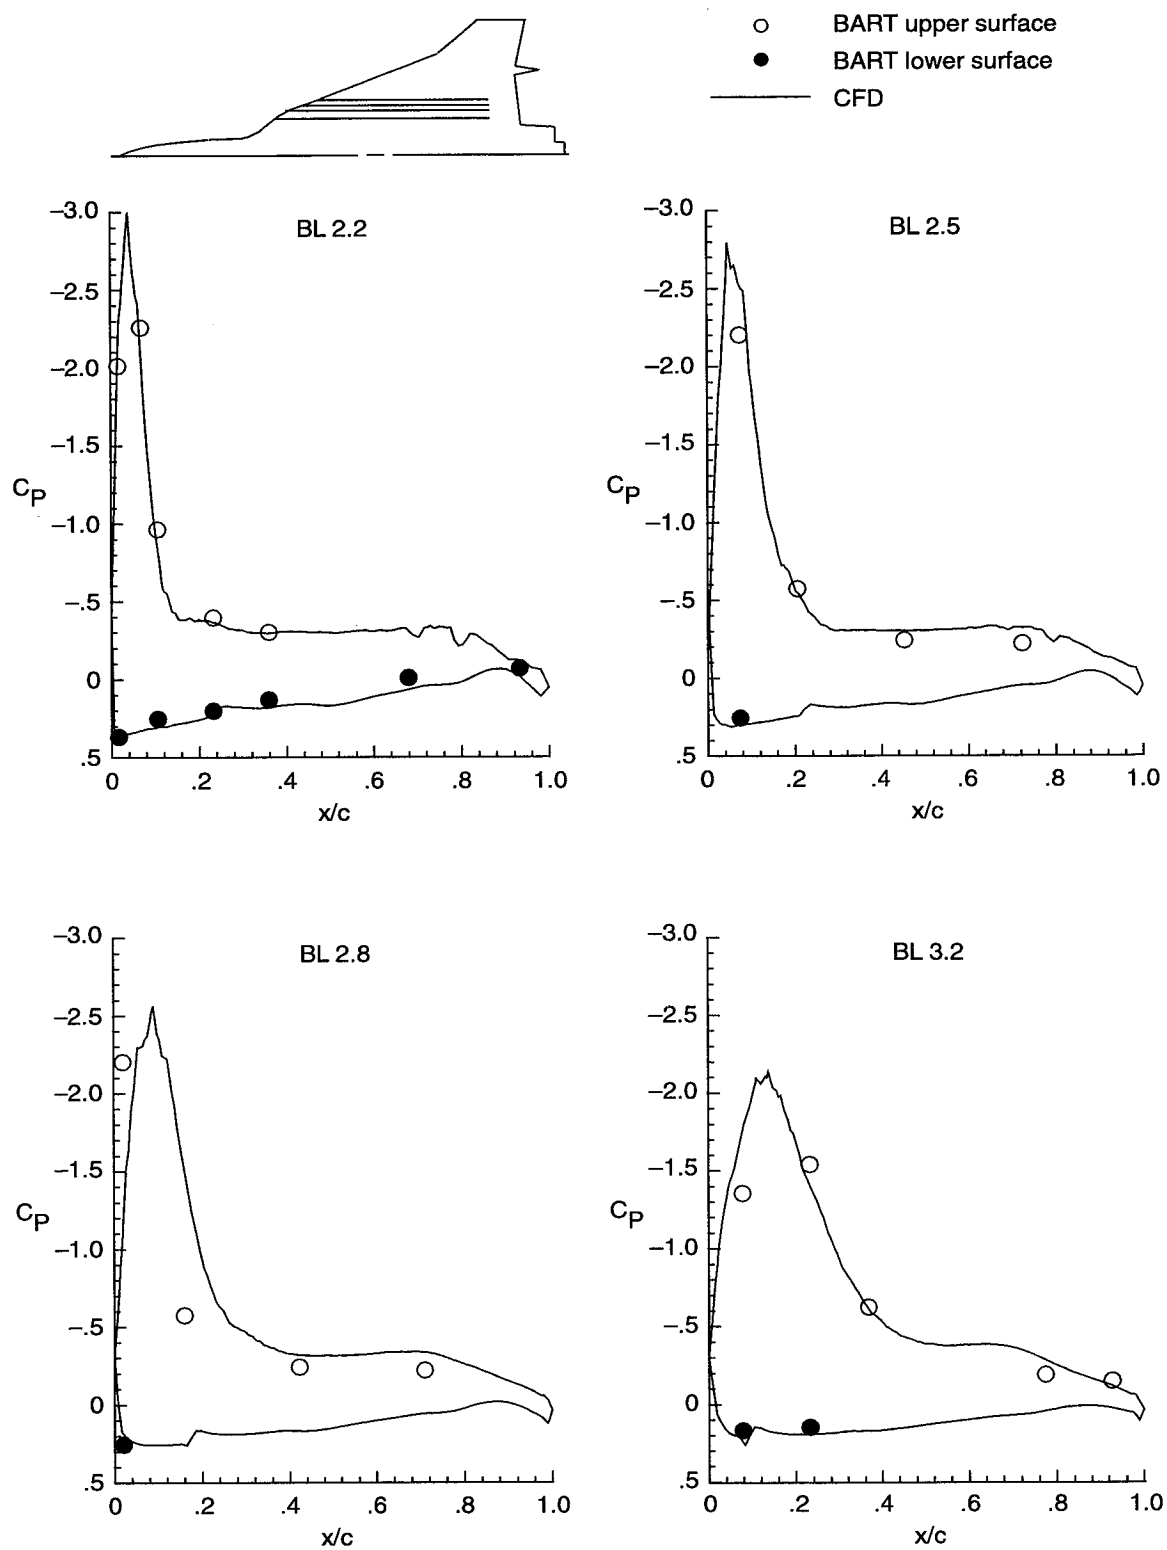 BART upper surface
BART lower surface
CFD
BL 2.2
–3.0
–2.5
–2.0
–1.5
–1.0
–.5
0
.5
CP
0 .2 .4 .6 .8 1.0
x/c
BL 2.5
–3.0
–2.5
–2.0
–1.5
–1.0
–.5
0
.5
CP
0 .2 .4 .6 .8 1.0
x/c
BL 2.8
–3.0
–2.5
–2.0
–1.5
–1.0
–.5
0
.5
CP
0 .2 .4 .6 .8 1.0
x/c
BL 3.2
–3.0
–2.5
–2.0
–1.5
–1.0
–.5
0
.5
CP
0 .2 .4 .6 .8 1.0
x/c